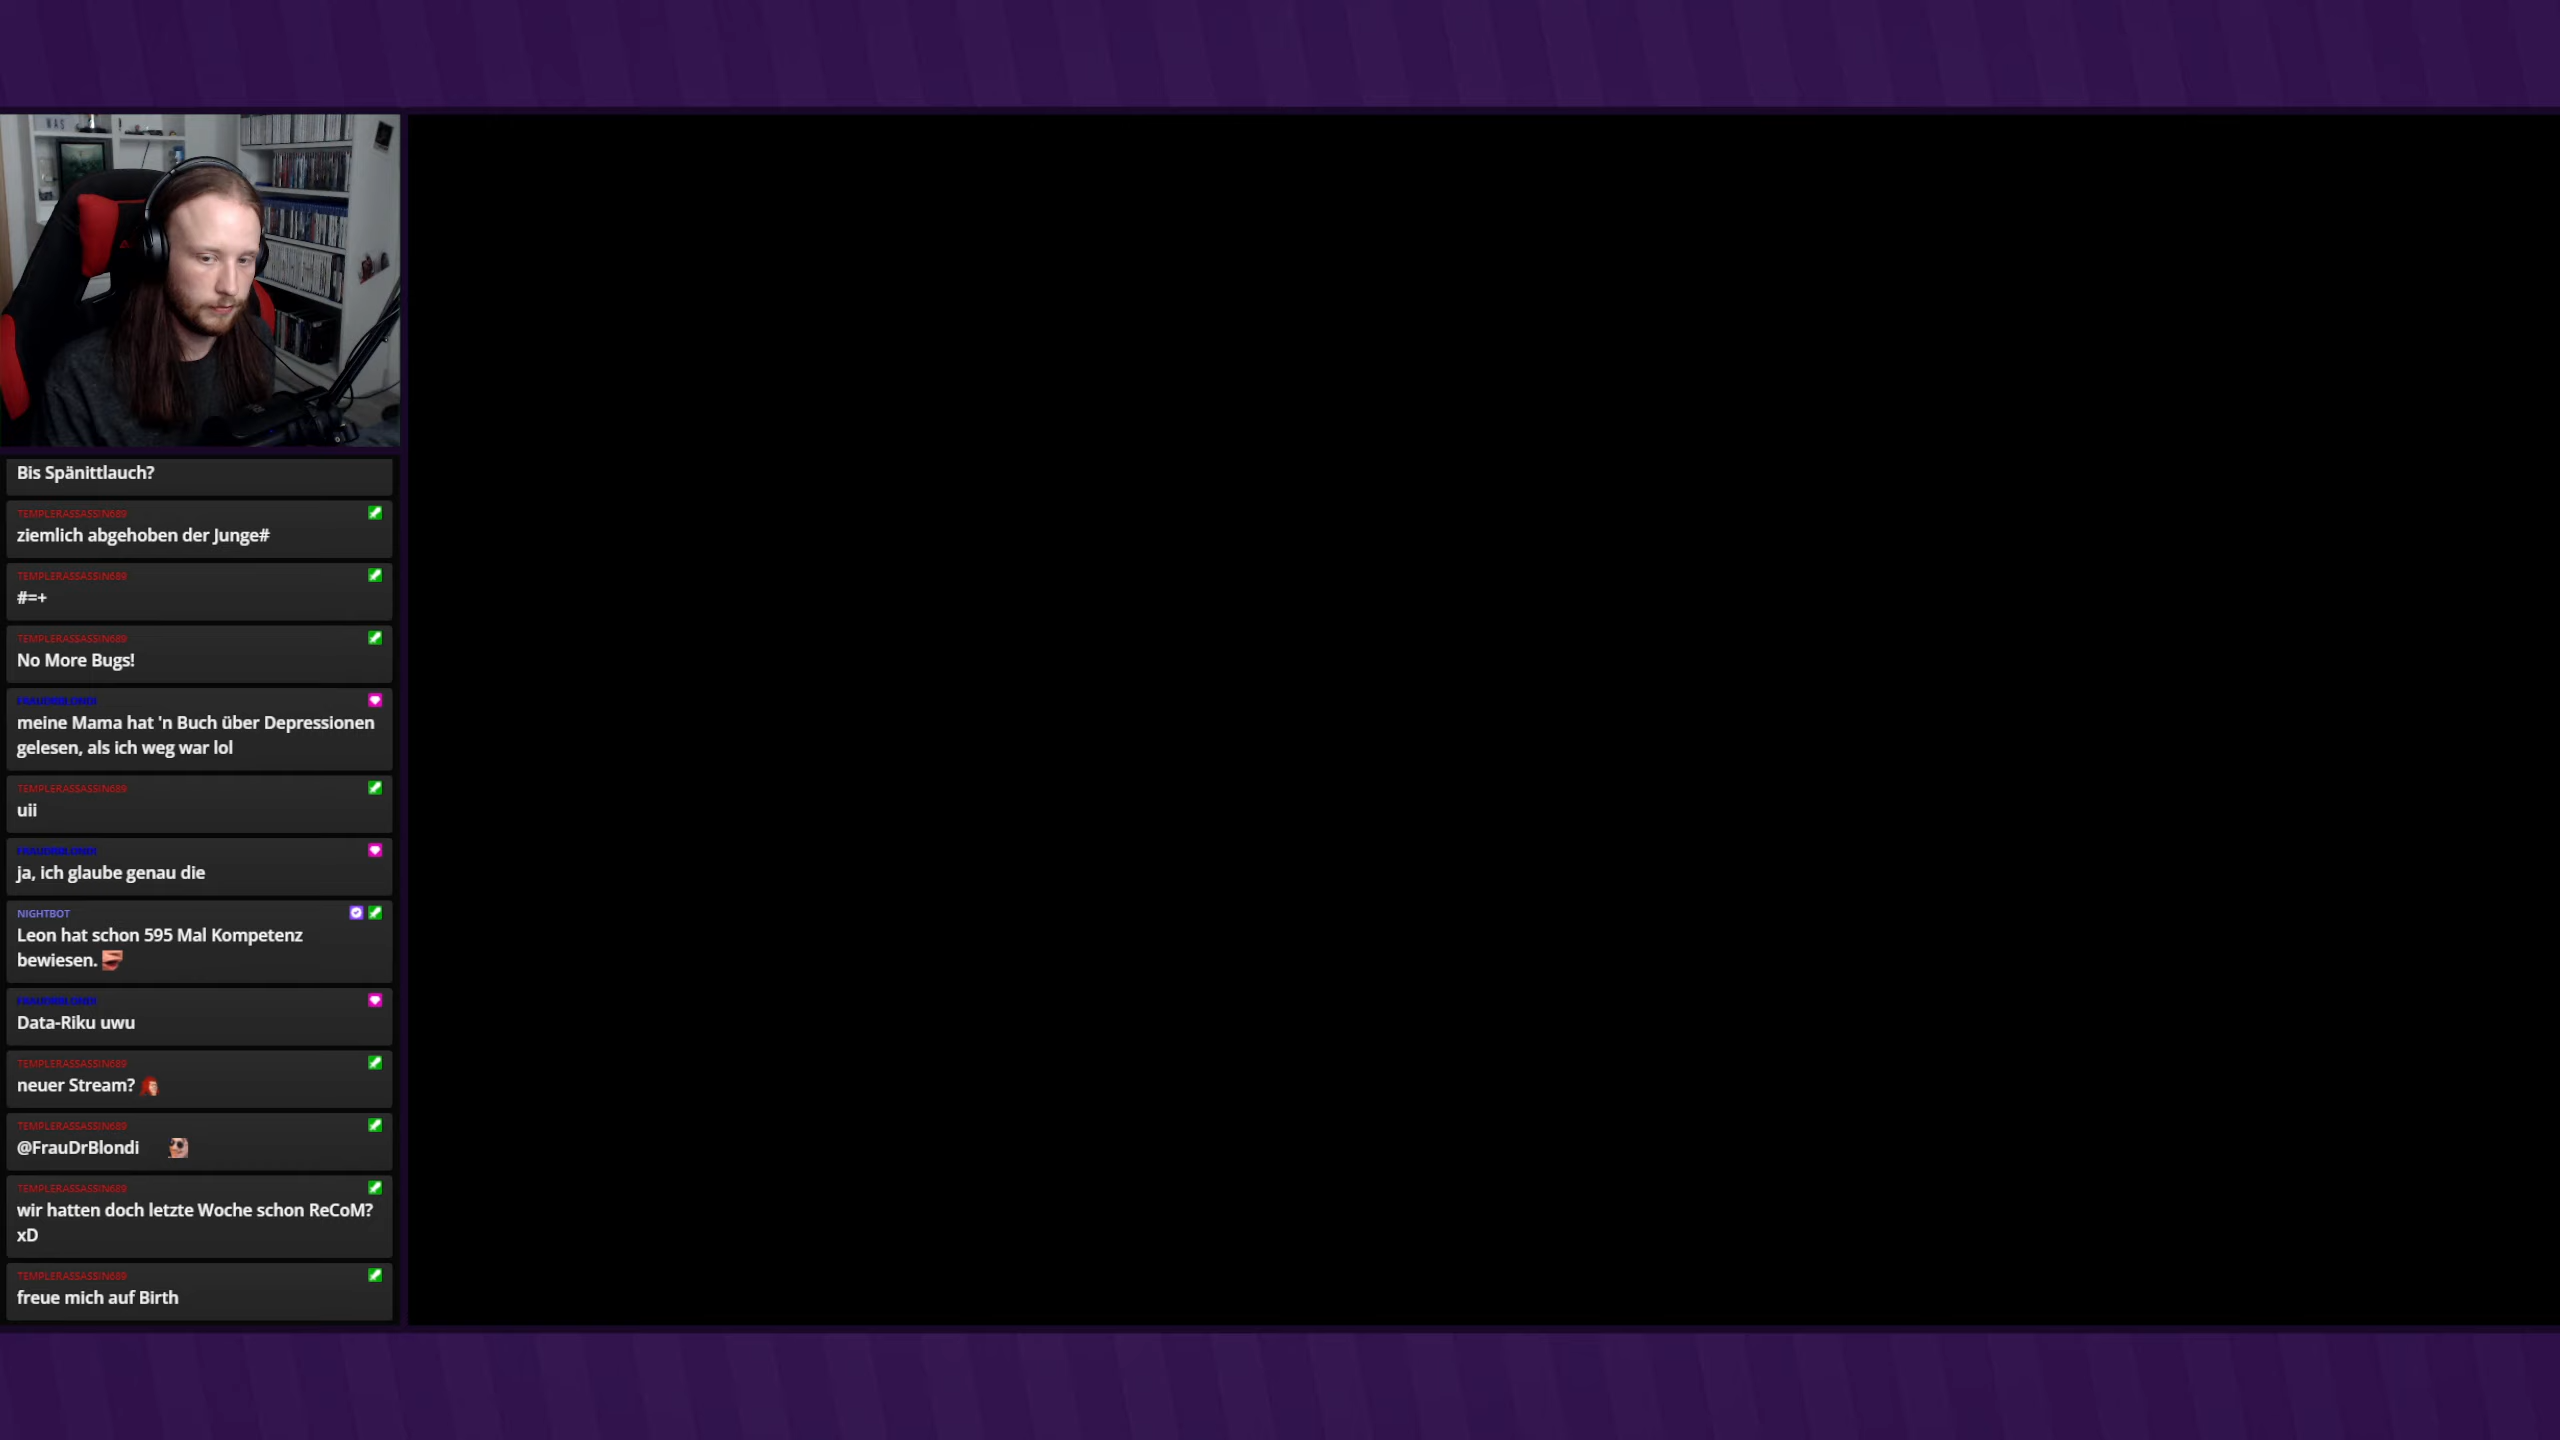 Bis Spänittlauch?
TEMPLERASSASSIN689
ziemlich abgehoben der Junge#
TEMPLERASSASSIN689
#=+
TEMPLERASSASSIN689
No More Bugs!
FRAUDRBLONDI
meine Mama hat 'n Buch über Depressionen
gelesen, als ich weg war lol
TEMPLERASSASSIN689
uii
FRAUDRBLONDI
ja, ich glaube genau die
NIGHTBOT
Leon hat schon 595 Mal Kompetenz
bewiesen.
FRAUDRBLONDI
Data-Riku uwu
TEMPLERASSASSIN689
neuer Stream?
TEMPLERASSASSIN689
@FrauDrBlondi
TEMPLERASSASSIN689
wir hatten doch letzte Woche schon ReCoM?
xD
TEMPLERASSASSIN689
freue mich auf Birth